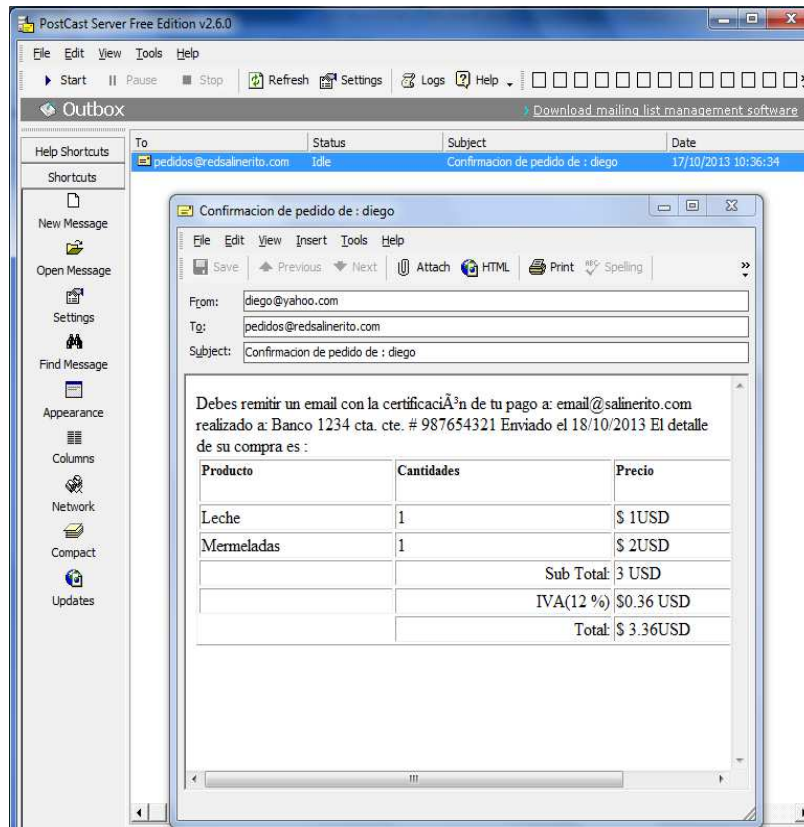 PostCast Server Free Edition v2.6.0
File Edit View Tools Help
Start Pause Stop Refresh Settings Logs Help
Outbox
Download mailing list management software
Help Shortcuts
Shortcuts
New Message
Open Message
Settings
Find Message
Appearance
Columns
Network
Compact
Updates
To Status Subject Date
pedidos@redsalinerito.com Idle Confirmacion de pedido de : diego 17/10/2013 10:36:34
Confirmacion de pedido de : diego
File Edit View Insert Tools Help
Save Previous Next Attach HTML Print Spelling
From: diego@yahoo.com
To: pedidos@redsalinerito.com
Subject: Confirmacion de pedido de : diego
Debes remitir un email con la certificaciÃ³n de tu pago a: email@salinerito.com
realizado a: Banco 1234 cta. cte. # 987654321 Enviado el 18/10/2013 El detalle
de su compra es :
Producto Cantidades Precio
Leche 1 $ 1USD
Mermeladas 1 $ 2USD
Sub Total: 3 USD
IVA(12 %) $0.36 USD
Total: $ 3.36USD